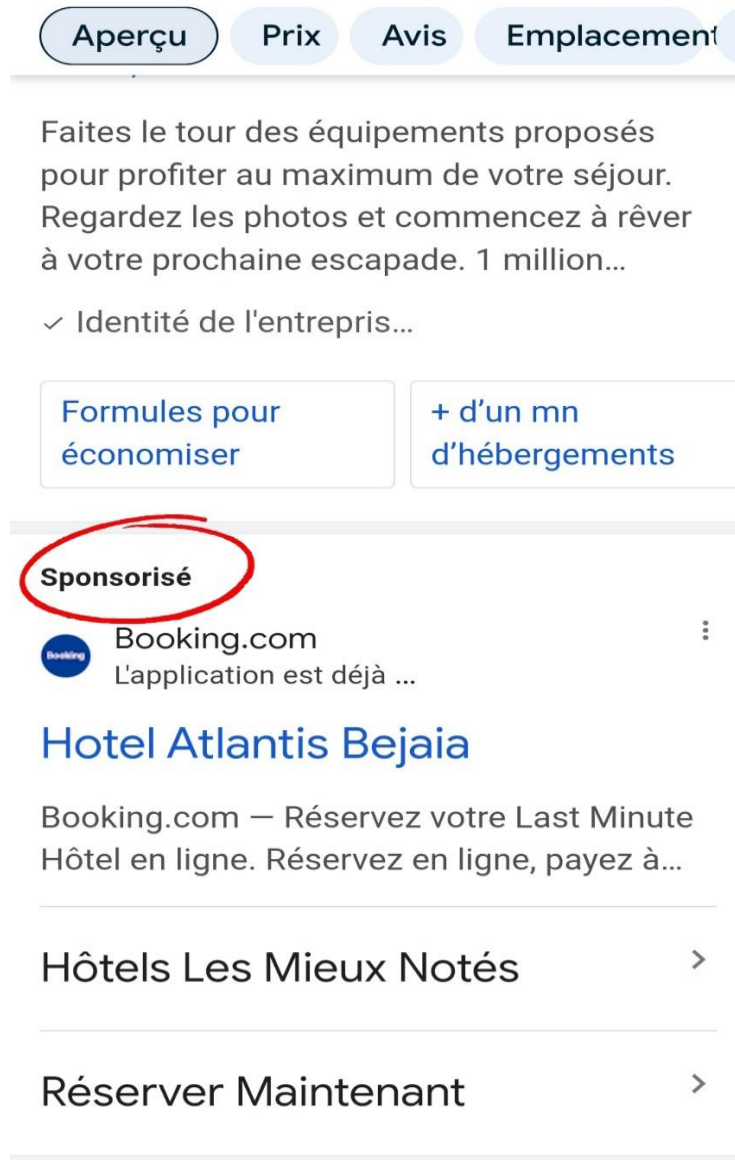 Aperçu Prix Avis Emplacement
Faites le tour des équipements proposés
pour profiter au maximum de votre séjour.
Regardez les photos et commencez à rêver
à votre prochaine escapade. 1 million...
✓ Identité de l'entrepris...
Formules pour
économiser
+ d'un mn
d'hébergements
Sponsorisé
Booking
Booking.com
L'application est déjà ...
Hotel Atlantis Bejaia
Booking.com — Réservez votre Last Minute
Hôtel en ligne. Réservez en ligne, payez à...
Hôtels Les Mieux Notés
Réserver Maintenant